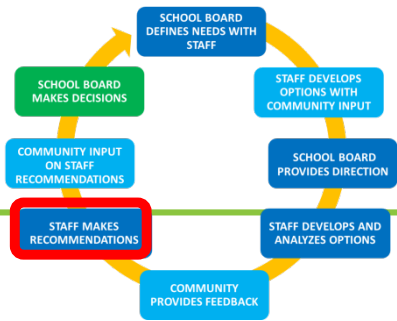 SCHOOL BOARD
DEFINES NEEDS WITH
STAFF
STAFF DEVELOPS
OPTIONS WITH
COMMUNITY INPUT
SCHOOL BOARD
PROVIDES DIRECTION
STAFF DEVELOPS AND
ANALYZES OPTIONS
COMMUNITY
PROVIDES FEEDBACK
STAFF MAKES
RECOMMENDATIONS
COMMUNITY INPUT
ON STAFF
RECOMMENDATIONS
SCHOOL BOARD
MAKES DECISIONS